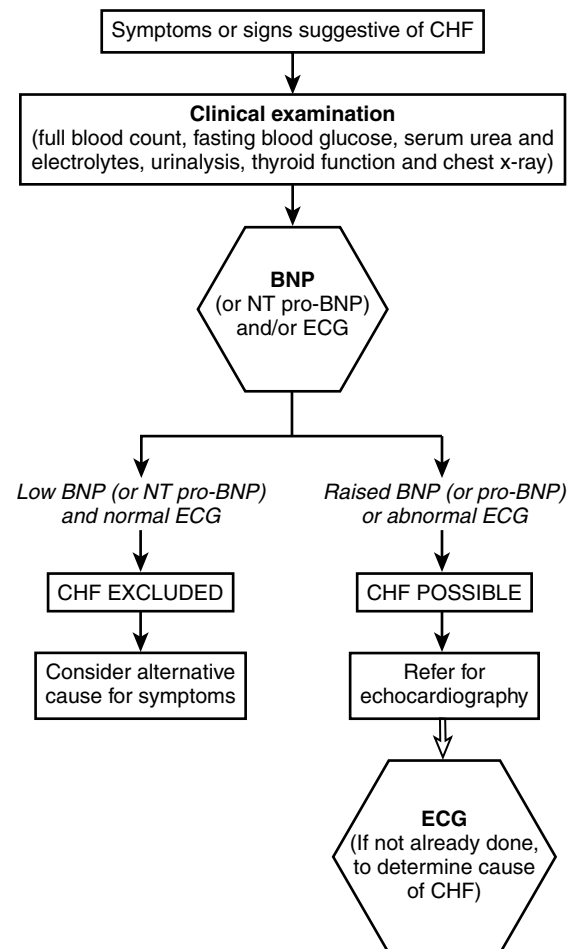 Symptoms or signs suggestive of CHF
Clinical examination
(full blood count, fasting blood glucose, serum urea and
electrolytes, urinalysis, thyroid function and chest x-ray)
BNP
(or NT pro-BNP)
and/or ECG
Low BNP (or NT pro-BNP)
and normal ECG
Raised BNP (or pro-BNP)
or abnormal ECG
CHF EXCLUDED
CHF POSSIBLE
Consider alternative
cause for symptoms
Refer for
echocardiography
ECG
(If not already done,
to determine cause
of CHF)